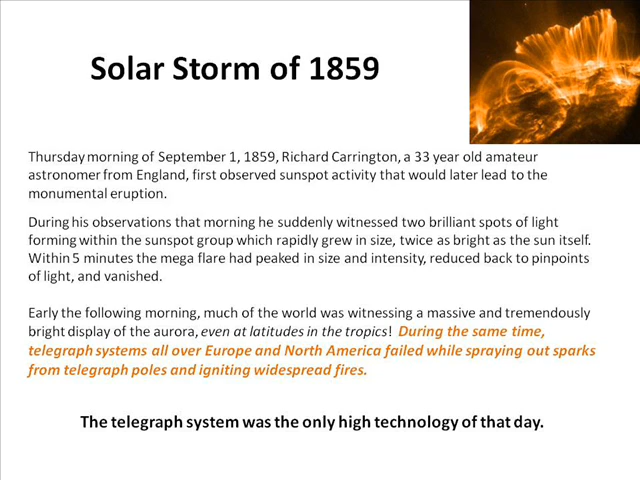 Solar Storm of 1859
Thursday morning of September 1, 1859, Richard Carrington, a 33 year old amateur
astronomer from England, first observed sunspot activity that would later lead to the
monumental eruption.
During his observations that morning he suddenly witnessed two brilliant spots of light
forming within the sunspot group which rapidly grew in size, twice as bright as the sun itself.
Within 5 minutes the mega flare had peaked in size and intensity, reduced back to pinpoints
of light, and vanished.
Early the following morning, much of the world was witnessing a massive and tremendously
bright display of the aurora, even at latitudes in the tropics! During the same time,
telegraph systems all over Europe and North America failed while spraying out sparks
from telegraph poles and igniting widespread fires.
The telegraph system was the only high technology of that day.